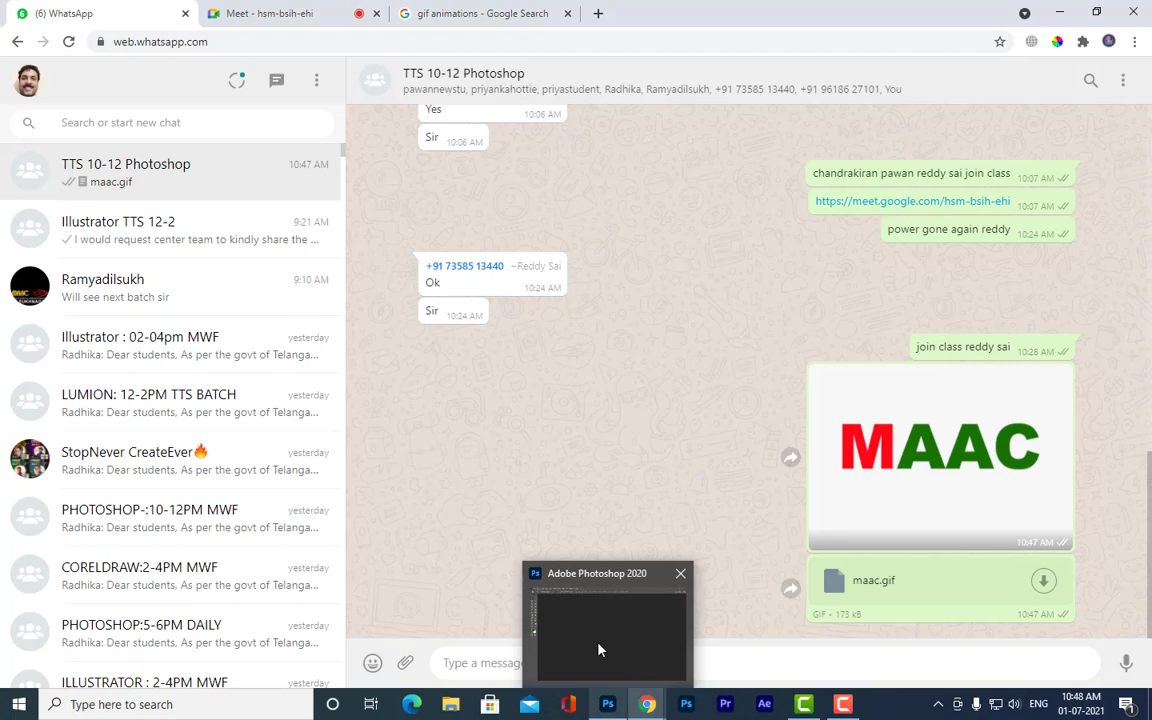 (6) WhatsApp
Meet - hsm-bsih-ehi
gif animations - Google Search
web.whatsapp.com
TTS 10-12 Photoshop
pawannewstu, priyankahottie, priyastudent, Radhika, Ramyadilsukh, +91 73585 13440, +91 96186 27101, You
Search or start new chat
TTS 10-12 Photoshop 10:47 AM
maac.gif
Illustrator TTS 12-2 9:21 AM
I would request center team to kindly share the ...
Ramyadilsukh 9:10 AM
Will see next batch sir
Illustrator : 02-04pm MWF yesterday
Radhika: Dear students, As per the govt of Telanga...
LUMION: 12-2PM TTS BATCH yesterday
Radhika: Dear students, As per the govt of Telanga...
StopNever CreateEver🔥 yesterday
Radhika: Dear students, As per the govt of Telanga...
PHOTOSHOP-:10-12PM MWF yesterday
Radhika: Dear students, As per the govt of Telanga...
CORELDRAW:2-4PM MWF yesterday
Radhika: Dear students, As per the govt of Telanga...
PHOTOSHOP:5-6PM DAILY yesterday
Radhika: Dear students, As per the govt of Telanga...
ILLUSTRATOR : 2-4PM MWF yesterday
Yes 10:06 AM
Sir 10:06 AM
chandrakiran pawan reddy sai join class 10:07 AM
https://meet.google.com/hsm-bsih-ehi 10:07 AM
power gone again reddy 10:24 AM
+91 73585 13440 ~Reddy Sai
Ok 10:24 AM
Sir 10:24 AM
join class reddy sai 10:28 AM
MAAC
10:47 AM
maac.gif
GIF • 173 kB 10:47 AM
Ps Adobe Photoshop 2020
Type a messag
Type here to search
Ps
Ps
Pr
Ae
ENG
10:48 AM
01-07-2021
1